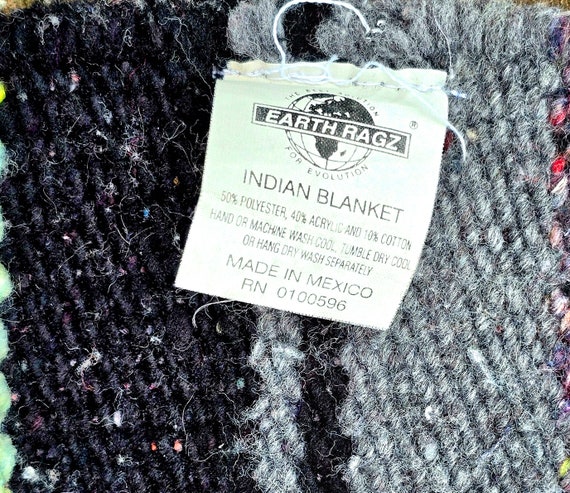 EARTH RAGZ ®
FOR EVOLUTION
INDIAN BLANKET
50% POLYESTER, 40% ACRYLIC AND 10% COTTON
HAND OR MACHINE WASH COOL, TUMBLE DRY COOL
OR HANG DRY WASH SEPARATELY
MADE IN MEXICO
RN 0100596